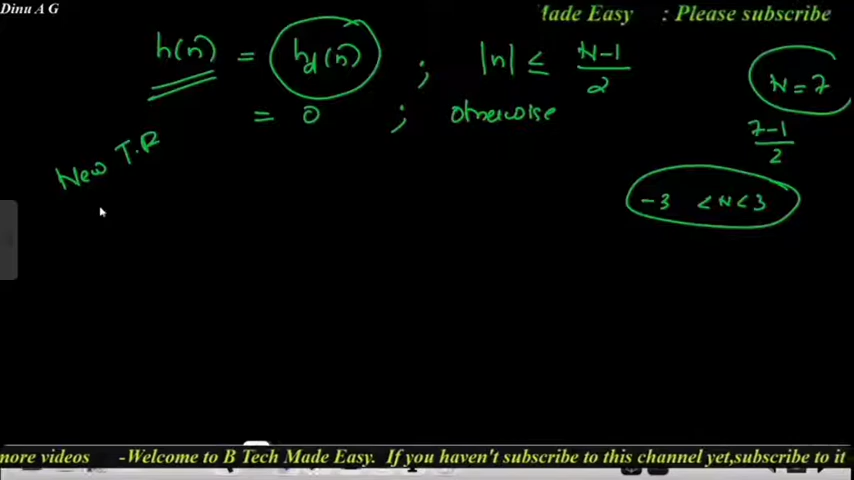 Dinu A G
Made Easy : Please subscribe
h(n) = hd(n) ; |n| ≤ N-1/2
N = 7
= 0 ; otherwise
7-1/2
New T.R
-3 < N < 3
more videos -Welcome to B Tech Made Easy. If you haven't subscribe to this channel yet,subscribe to it